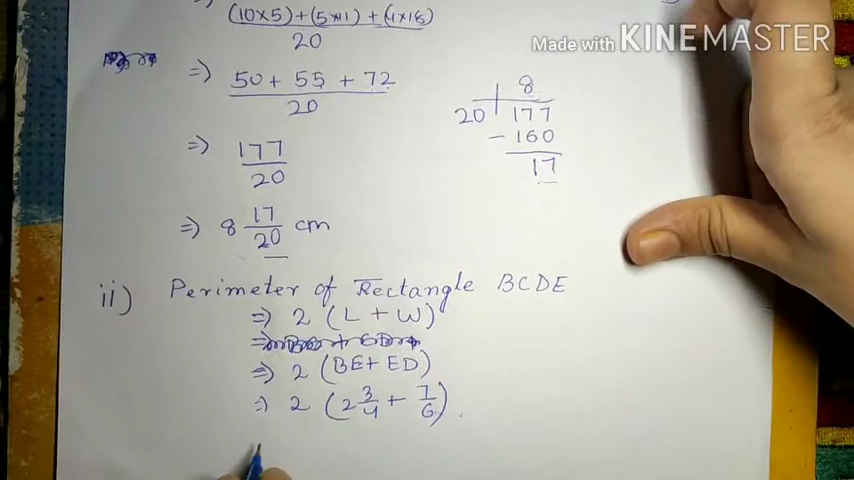 (10×5)+(5×11)+(4×18)
20
Made with KINEMASTER
=> 50 + 55 + 72
20
8
20 177
- 160
17
=> 177
20
=> 8 17/20 cm
ii) Perimeter of Rectangle BCDE
=> 2 (L + W)
=> 2 (BE+ ED)
=> 2 (2 3/4 + 7/6)